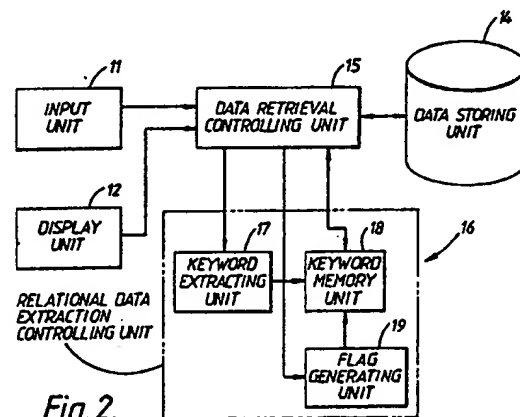 14
11
15
INPUT
UNIT
DATA RETRIEVAL
CONTROLLING UNIT
DATA STORING
UNIT
12
DISPLAY
UNIT
17
18
16
KEYWORD
EXTRACTING
UNIT
KEYWORD
MEMORY
UNIT
RELATIONAL DATA
EXTRACTION
CONTROLLING UNIT
19
FLAG
GENERATING
UNIT
Fig. 2.